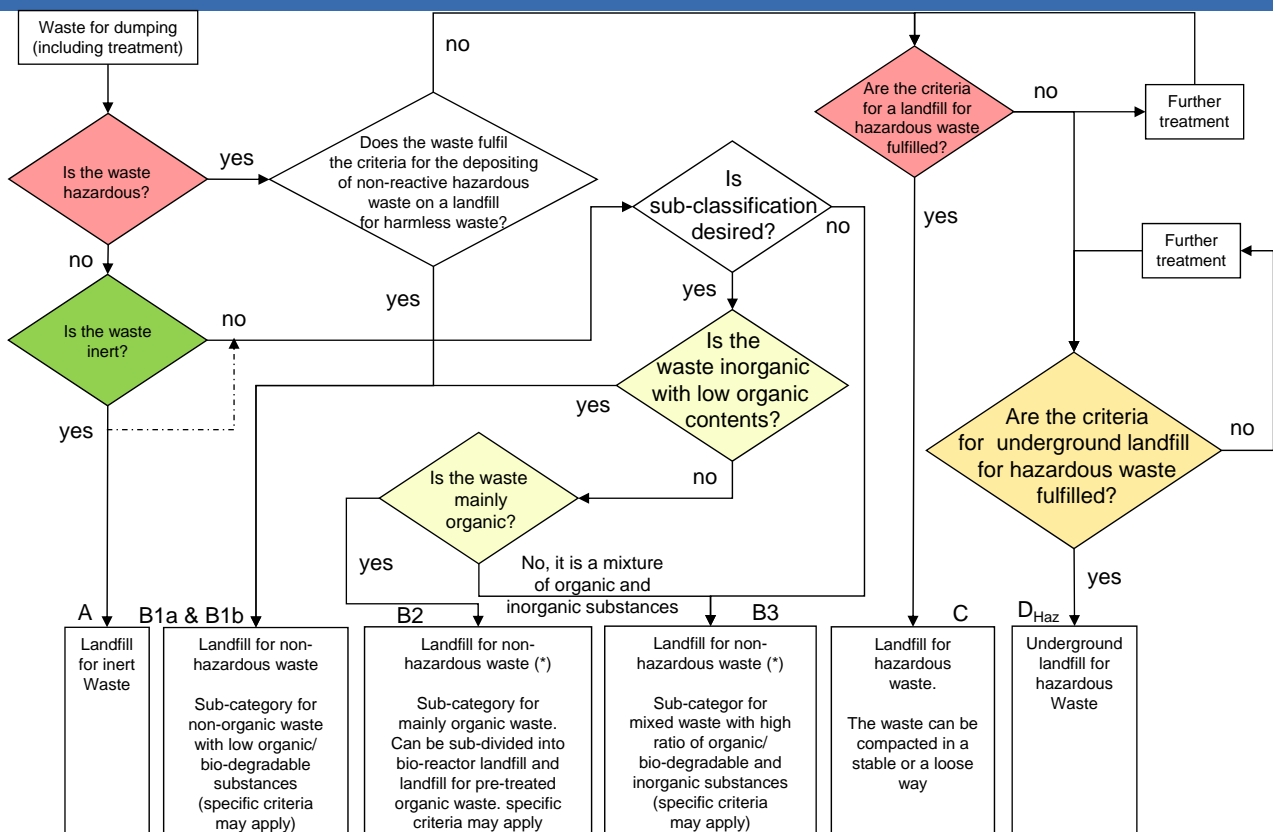 Waste for dumping
(including treatment)
no
Are the criteria
for a landfill for
hazardous waste
fulfilled?
no
Further
treatment
Is the waste
hazardous?
yes
Does the waste fulfil
the criteria for the depositing
of non-reactive hazardous
waste on a landfill
for harmless waste?
Is
sub-classification
desired?
no
yes
Further
treatment
no
Is the waste
inert?
no
yes
yes
Is the
waste inorganic
with low organic
contents?
yes
yes
no
Are the criteria
for underground landfill
for hazardous waste
fulfilled?
no
Is the waste
mainly
organic?
yes
No, it is a mixture
of organic and
inorganic substances
yes
A
Landfill
for inert
Waste
B1a & B1b
Landfill for non-
hazardous waste
Sub-category for
non-organic waste
with low organic/
bio-degradable
substances
(specific criteria
may apply)
B2
Landfill for non-
hazardous waste (*)
Sub-category for
mainly organic waste.
Can be sub-divided into
bio-reactor landfill and
landfill for pre-treated
organic waste. specific
criteria may apply
B3
Landfill for non-
hazardous waste (*)
Sub-categor for
mixed waste with high
ratio of organic/
bio-degradable and
inorganic substances
(specific criteria
may apply)
C
Landfill for
hazardous
waste.
The waste can be
compacted in a
stable or a loose
way
DHaz
Underground
landfill for
hazardous
Waste